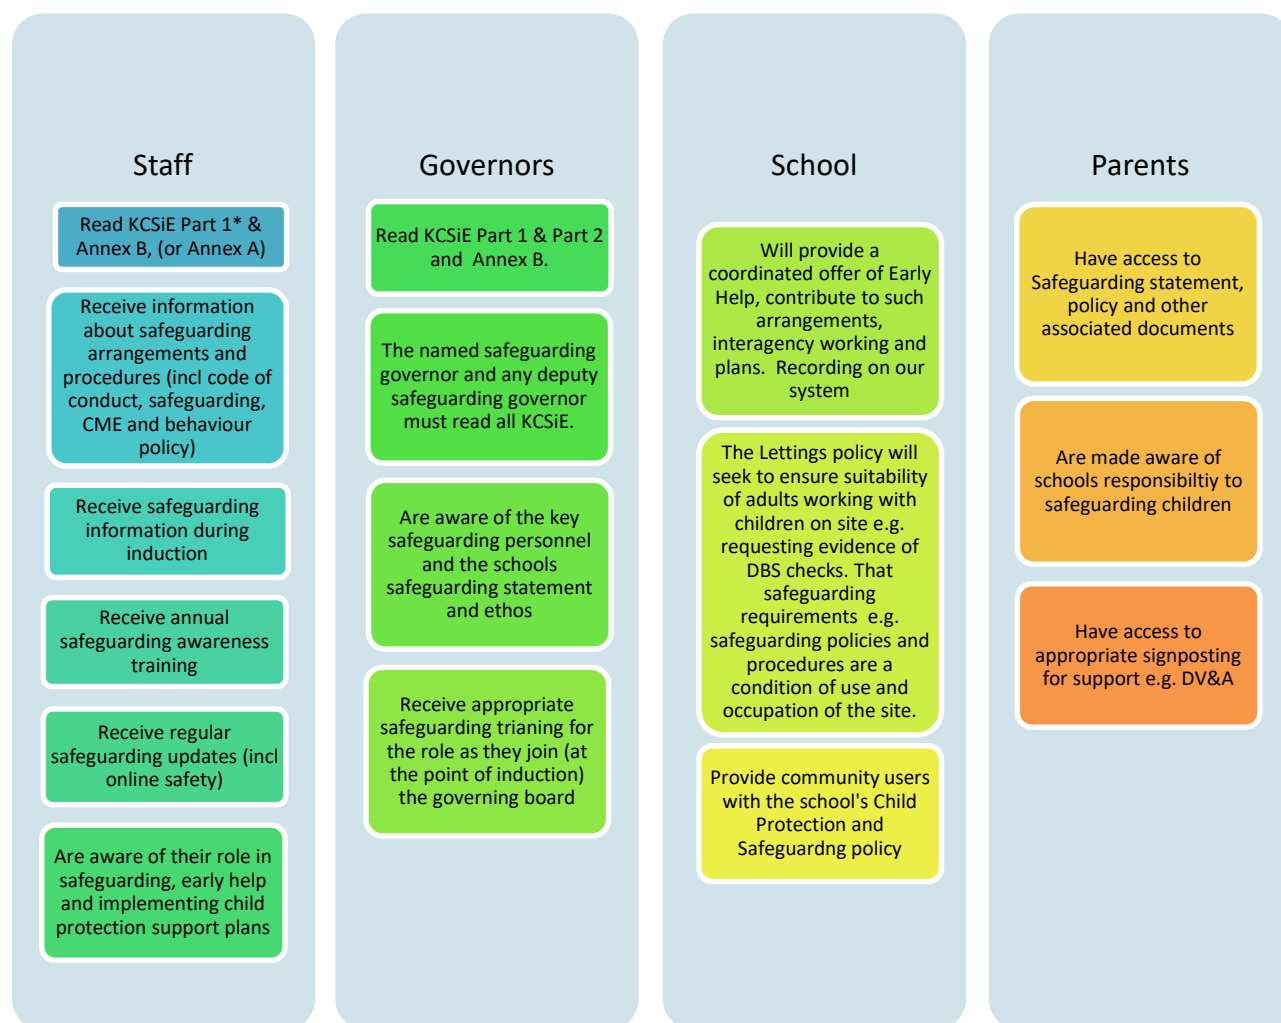 Staff
Read KCSiE Part 1* &
Annex B, (or Annex A)
Receive information
about safeguarding
arrangements and
procedures (incl code of
conduct, safeguarding,
CME and behaviour
policy)
Receive safeguarding
information during
induction
Receive annual
safeguarding awareness
training
Receive regular
safeguarding updates (incl
online safety)
Are aware of their role in
safeguarding, early help
and implementing child
protection support plans
Governors
Read KCSiE Part 1 & Part 2
and Annex B.
The named safeguarding
governor and any deputy
safeguarding governor
must read all KCSiE.
Are aware of the key
safeguarding personnel
and the schools
safeguarding statement
and ethos
Receive appropriate
safeguarding trianing for
the role as they join (at
the point of induction)
the governing board
School
Will provide a
coordinated offer of Early
Help, contribute to such
arrangements,
interagency working and
plans. Recording on our
system
The Lettings policy will
seek to ensure suitability
of adults working with
children on site e.g.
requesting evidence of
DBS checks. That
safeguarding
requirements e.g.
safeguarding policies and
procedures are a
condition of use and
occupation of the site.
Provide community users
with the school's Child
Protection and
Safeguardng policy
Parents
Have access to
Safeguarding statement,
policy and other
associated documents
Are made aware of
schools responsibiltiy to
safeguarding children
Have access to
appropriate signposting
for support e.g. DV&A